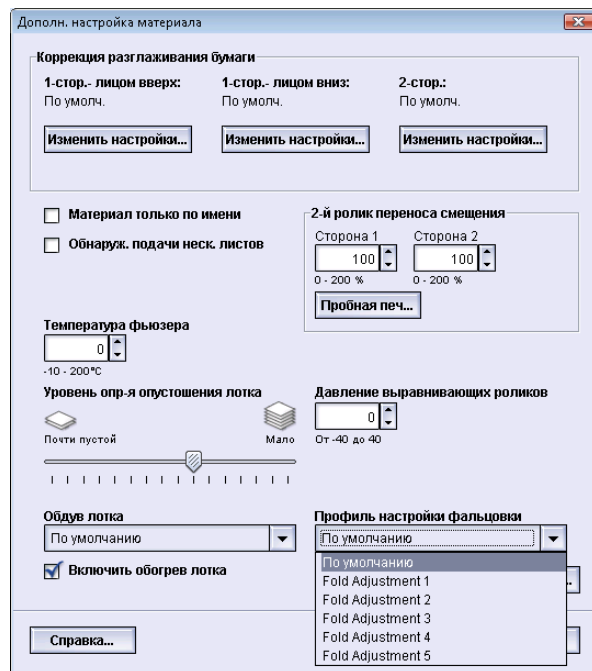 Дополн. настройка материала
Коррекция разглаживания бумаги
1-стор.- лицом вверх: 1-стор.- лицом вниз: 2-стор.:
По умолч. По умолч. По умолч.
Изменить настройки... Изменить настройки... Изменить настройки...
Материал только по имени
Обнаруж. подачи неск. листов
2-й ролик переноса смещения
Сторона 1 Сторона 2
100 100
0 - 200 % 0 - 200 %
Пробная печ...
Температура фьюзера
0
-10 - 200°C
Уровень опр-я опустошения лотка
Почти пустой Мало
Давление выравнивающих роликов
0
От -40 до 40
Обдув лотка
По умолчанию
Включить обогрев лотка
Профиль настройки фальцовки
По умолчанию
По умолчанию
Fold Adjustment 1
Fold Adjustment 2
Fold Adjustment 3
Fold Adjustment 4
Fold Adjustment 5
Справка...